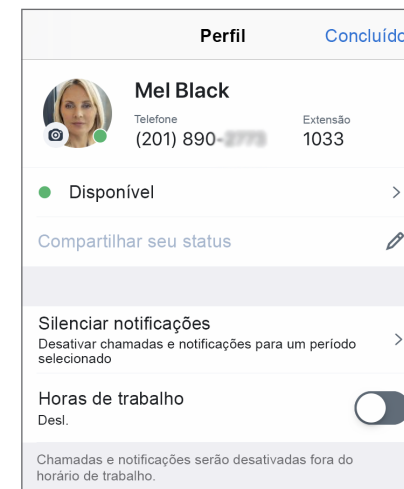 Perfil Concluído
Mel Black
Telefone Extensão
(201) 890- 1033
Disponível
Compartilhar seu status
Silenciar notificações
Desativar chamadas e notificações para um período
selecionado
Horas de trabalho
Desl.
Chamadas e notificações serão desativadas fora do
horário de trabalho.